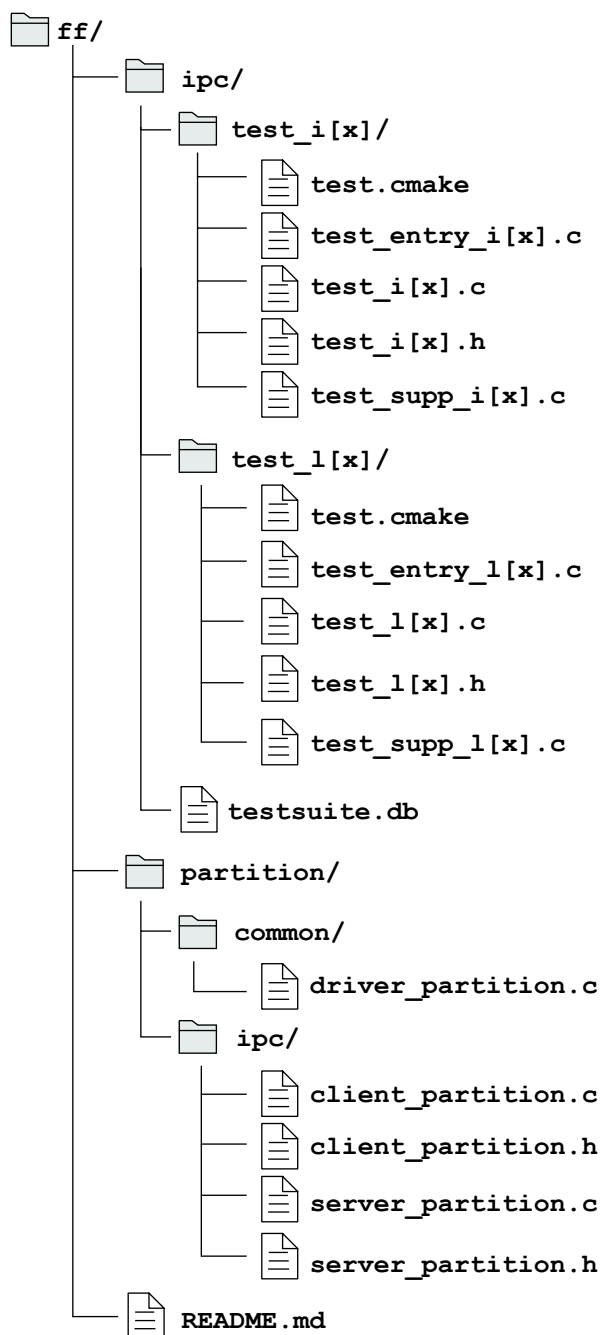 ff/
ipc/
test_i[x]/
test.cmake
test_entry_i[x].c
test_i[x].c
test_i[x].h
test_supp_i[x].c
test_l[x]/
test.cmake
test_entry_l[x].c
test_l[x].c
test_l[x].h
test_supp_l[x].c
testsuite.db
partition/
common/
driver_partition.c
ipc/
client_partition.c
client_partition.h
server_partition.c
server_partition.h
README.md